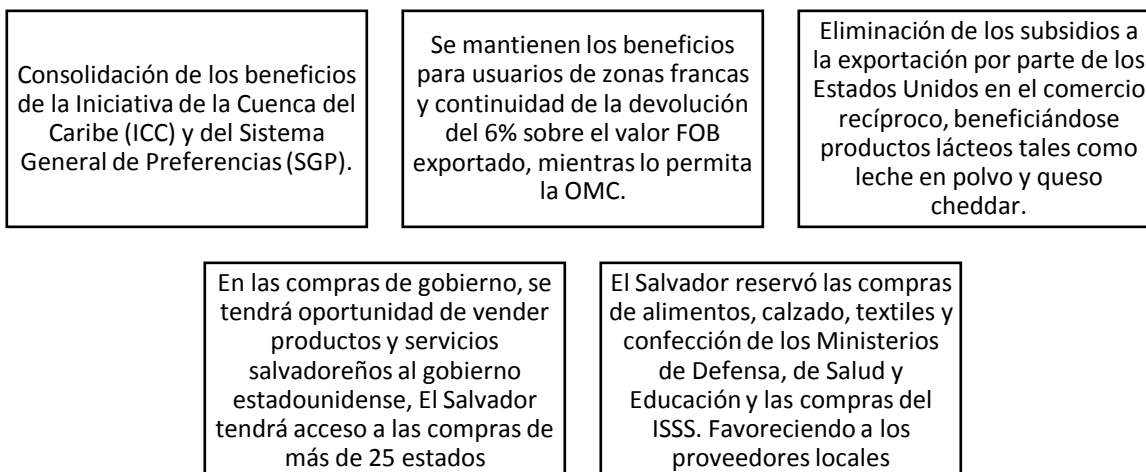 Consolidación de los beneficios
de la Iniciativa de la Cuenca del
Caribe (ICC) y del Sistema
General de Preferencias (SGP).
Se mantienen los beneficios
para usuarios de zonas francas
y continuidad de la devolución
del 6% sobre el valor FOB
exportado, mientras lo permita
la OMC.
Eliminación de los subsidios a
la exportación por parte de los
Estados Unidos en el comercio
recíproco, beneficiándose
productos lácteos tales como
leche en polvo y queso
cheddar.
En las compras de gobierno, se
tendrá oportunidad de vender
productos y servicios
salvadoreños al gobierno
estadounidense, El Salvador
tendrá acceso a las compras de
más de 25 estados
El Salvador reservó las compras
de alimentos, calzado, textiles y
confección de los Ministerios
de Defensa, de Salud y
Educación y las compras del
ISSS. Favoreciendo a los
proveedores locales